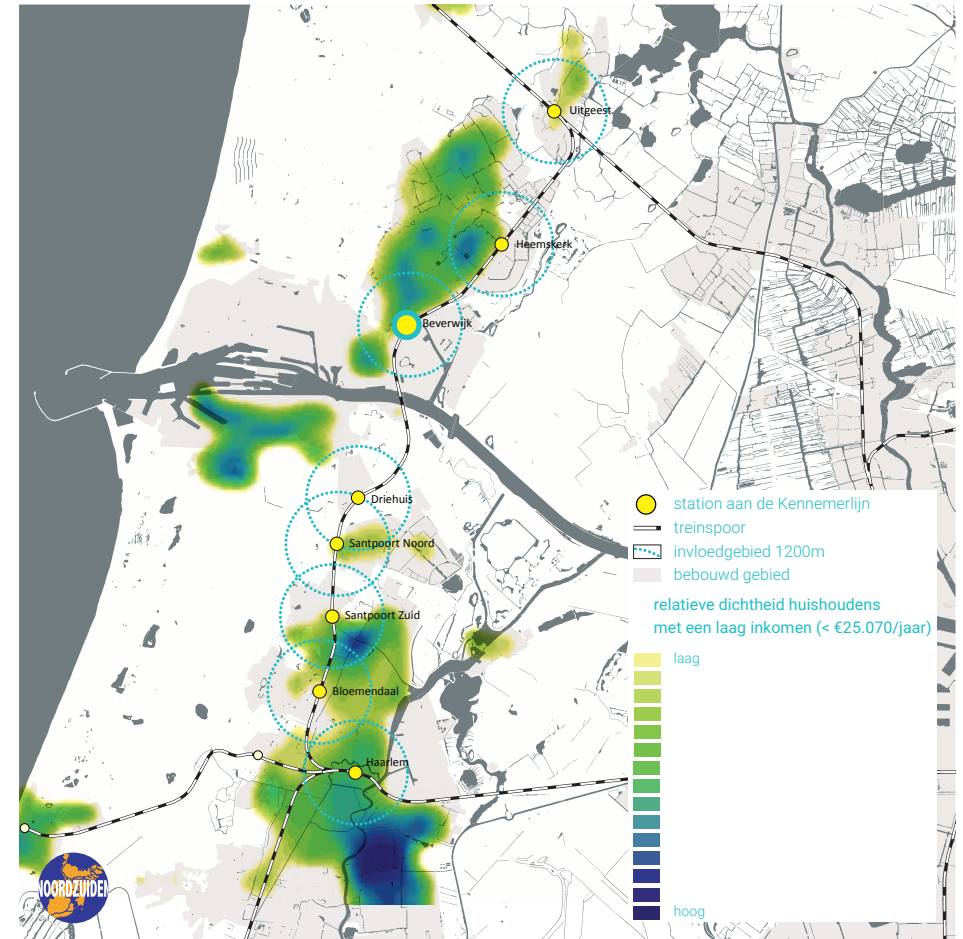 Uitgeest
Heemskerk
Beverwijk
Driehuis
Santpoort Noord
Santpoort Zuid
Bloemendaal
Haarlem
station aan de Kennemerlijn
treinspoor
invloedgebied 1200m
bebouwd gebied
relatieve dichtheid huishoudens
met een laag inkomen (< €25.070/jaar)
laag
hoog
NOORDZUIDEN